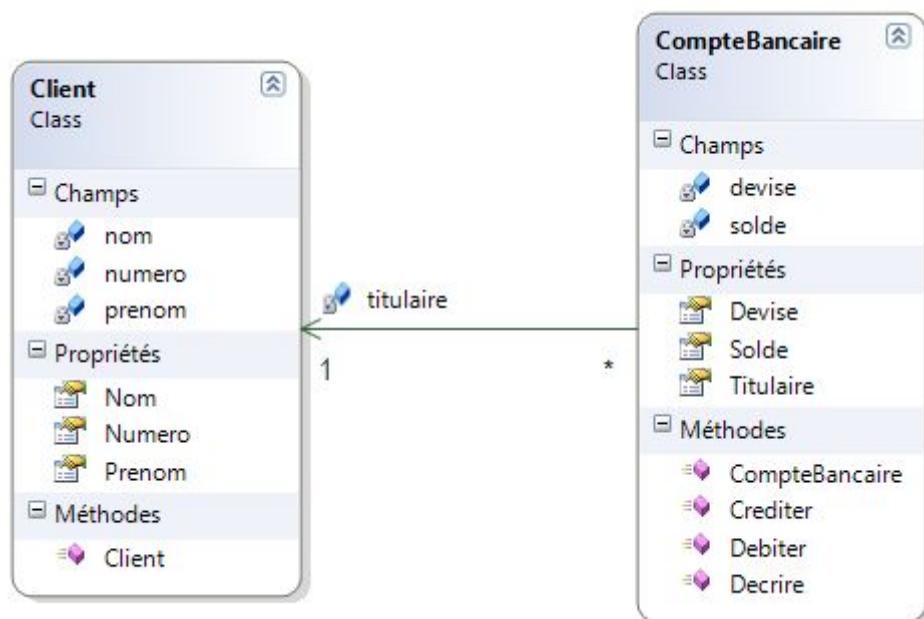 Client
Class
Champs
nom
numero
prenom
Propriétés
Nom
Numero
Prenom
Méthodes
Client
titulaire
1
*
CompteBancaire
Class
Champs
devise
solde
Propriétés
Devise
Solde
Titulaire
Méthodes
CompteBancaire
Crediter
Debiter
Decrire